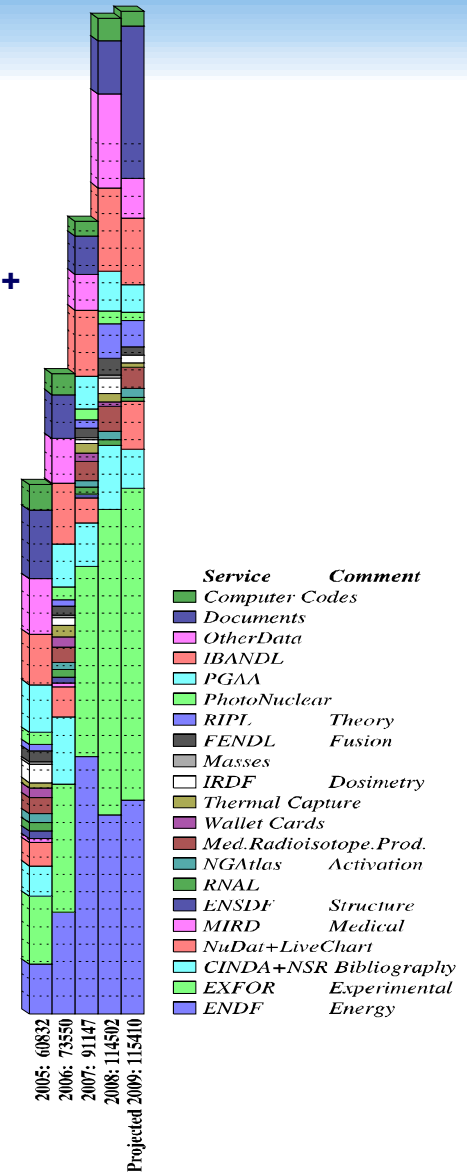 +
Service Comment
Computer Codes
Documents
OtherData
IBANDL
PGAA
PhotoNuclear
RIPL Theory
FENDL Fusion
Masses
IRDF Dosimetry
Thermal Capture
Wallet Cards
Med.Radioisotope.Prod.
NGAtlas Activation
RNAL
ENSDF Structure
MIRD Medical
NuDat+LiveChart
CINDA+NSR Bibliography
EXFOR Experimental
ENDF Energy
2005: 60832
2006: 73550
2007: 91147
2008: 114502
Projected 2009: 115410